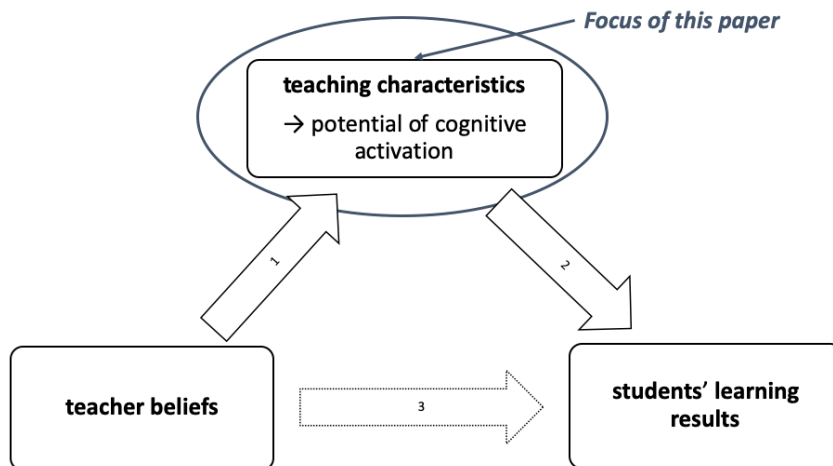 Focus of this paper
teaching characteristics
→ potential of cognitive
activation
1
2
teacher beliefs
3
students’ learning
results